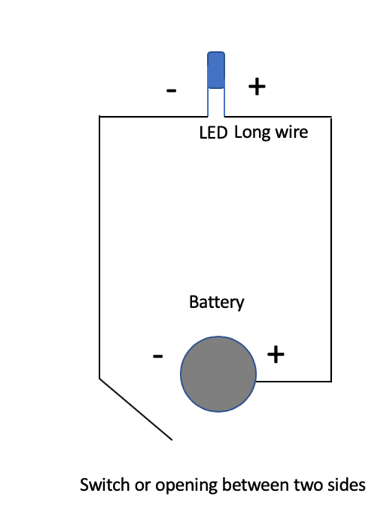 - +
LED Long wire
Battery
- +
Switch or opening between two sides